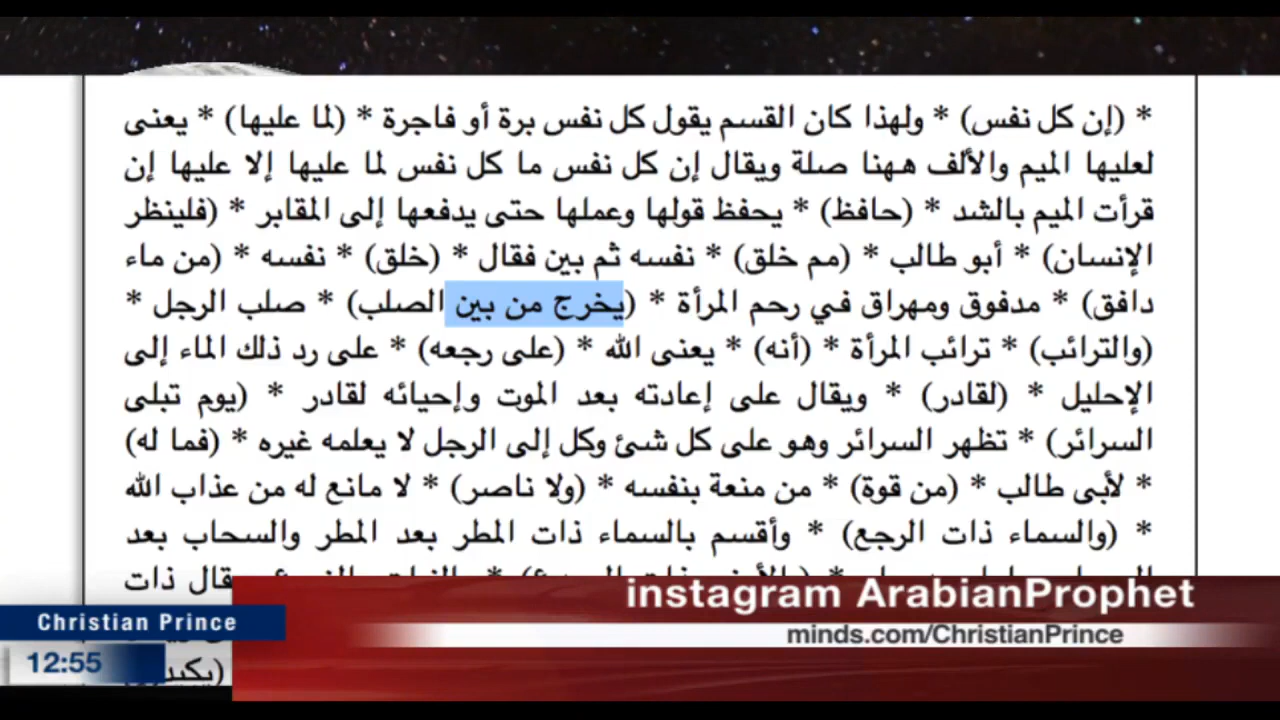 * (إن كل نفس) * ولهذا كان القسم يقول كل نفس برة أو فاجرة * (لما عليها) * يعنى
لعليها الميم والألف ههنا صلة ويقال إن كل نفس ما كل نفس لما عليها إلا عليها إن
قرأت الميم بالشد * (حافظ) * يحفظ قولها وعملها حتى يدفعها إلى المقابر * (فلينظر
الإنسان) * أبو طالب * (مم خلق) * نفسه ثم بين فقال * (خلق) * نفسه * (من ماء
دافق) * مدفوق ومهراق في رحم المرأة * (يخرج من بين الصلب) * صلب الرجل *
(والترائب) * ترائب المرأة * (أنه) * يعنى الله * (على رجعه) * على رد ذلك الماء إلى
الإحليل * (لقادر) * ويقال على إعادته بعد الموت وإحيائه لقادر * (يوم تبلى
السرائر) * تظهر السرائر وهو على كل شئ وكل إلى الرجل لا يعلمه غيره * (فما له)
* لأبى طالب * (من قوة) * من منعة بنفسه * (ولا ناصر) * لا مانع له من عذاب الله
* (والسماء ذات الرجع) * وأقسم بالسماء ذات المطر بعد المطر والسحاب بعد
قال ذات
instagram ArabianProphet
Christian Prince
minds.com/ChristianPrince
12:55